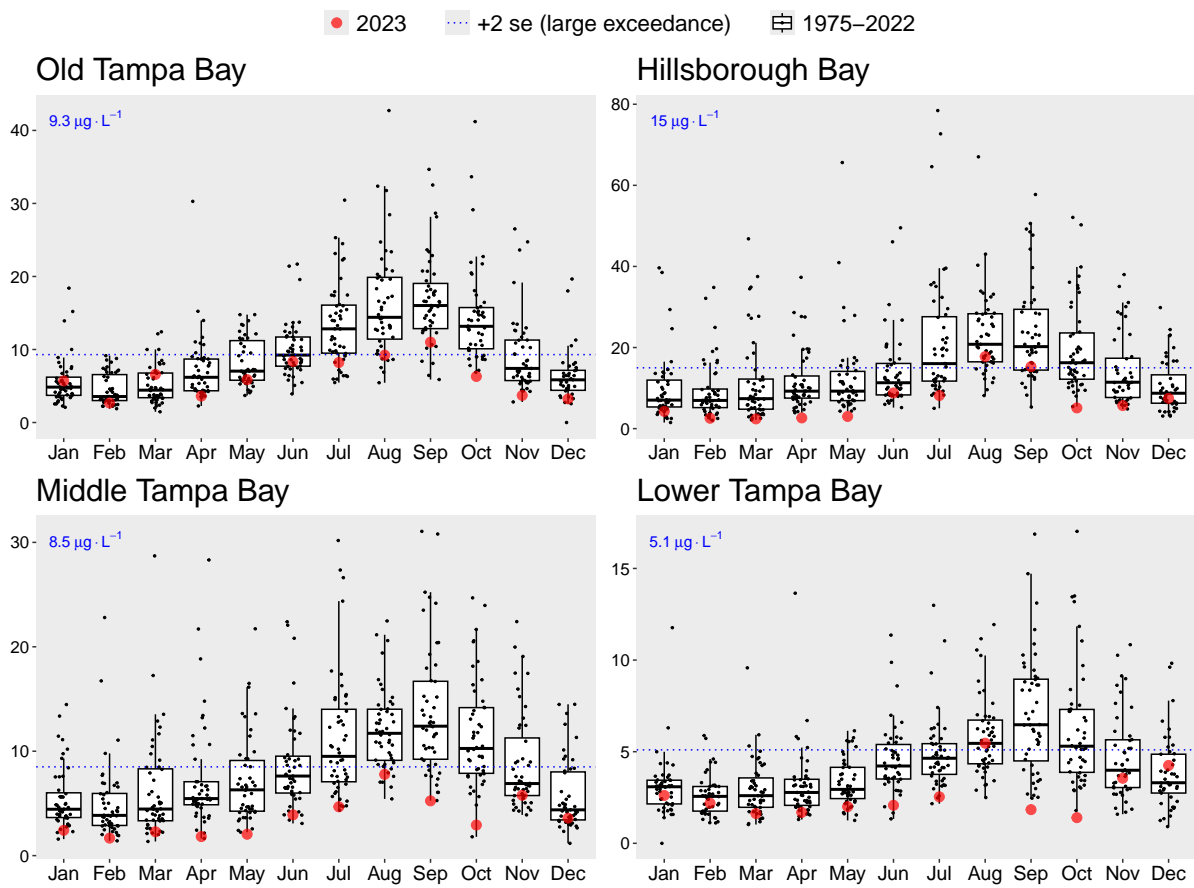 2023 +2 se (large exceedance) 1975−2022
Old Tampa Bay
9.3 μg⋅L⁻¹
40
30
20
10
0
Jan Feb Mar Apr May Jun Jul Aug Sep Oct Nov Dec
Hillsborough Bay
15 μg⋅L⁻¹
80
60
40
20
0
Jan Feb Mar Apr May Jun Jul Aug Sep Oct Nov Dec
Middle Tampa Bay
8.5 μg⋅L⁻¹
30
20
10
0
Jan Feb Mar Apr May Jun Jul Aug Sep Oct Nov Dec
Lower Tampa Bay
5.1 μg⋅L⁻¹
15
10
5
0
Jan Feb Mar Apr May Jun Jul Aug Sep Oct Nov Dec